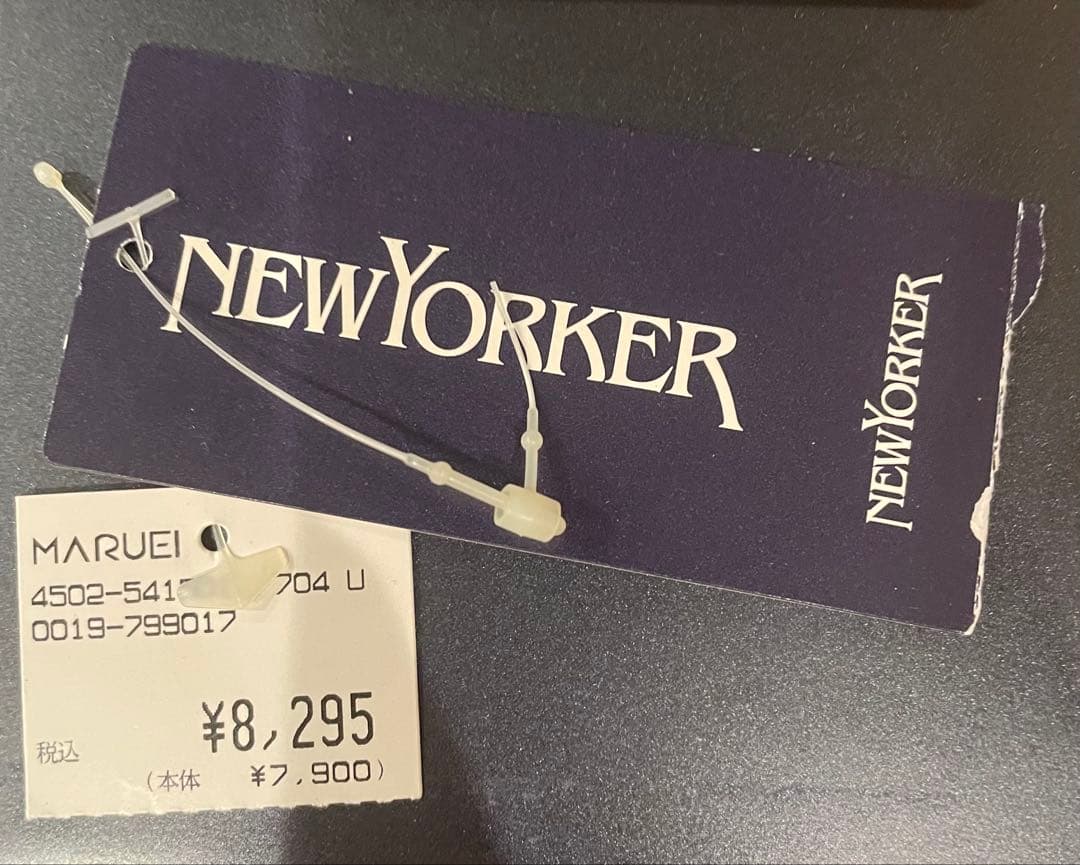 NEWYORKER
NEWYORKER
MARUEI
4502-541 704 U
0019-799017
¥8,295
税込
(本体 ¥7,900)